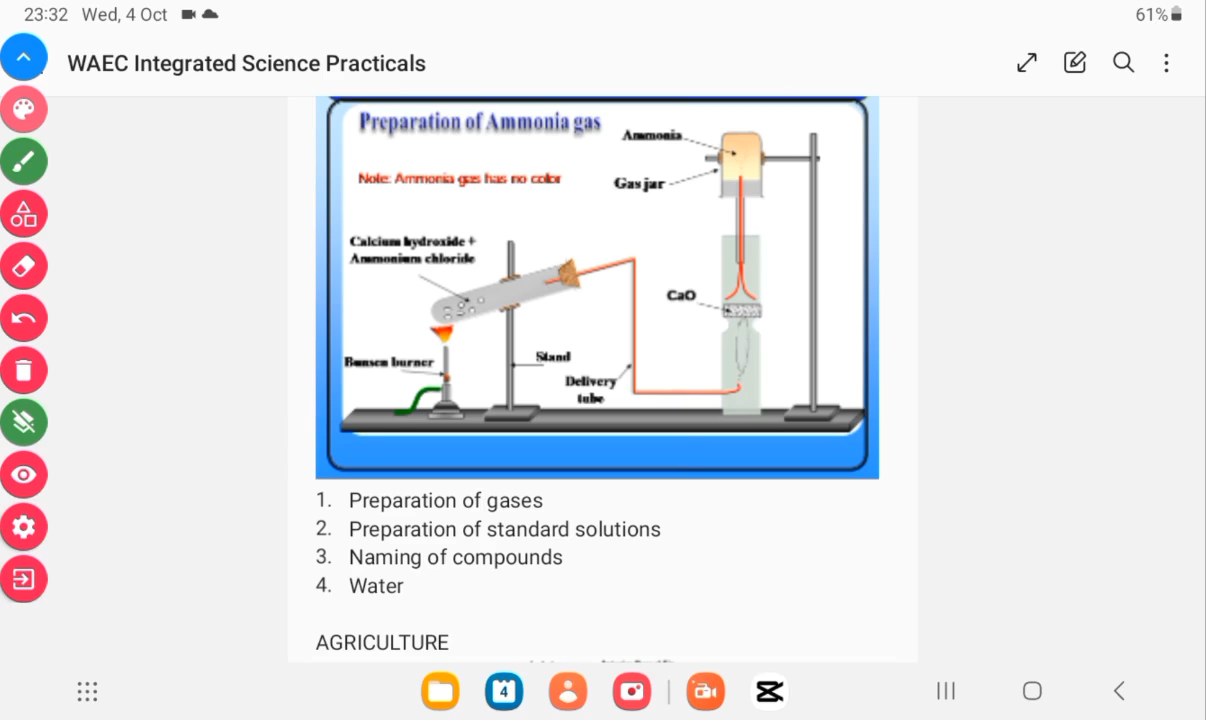 23:32 Wed, 4 Oct
61%
WAEC Integrated Science Practicals
Preparation of Ammonia gas
Ammonia
Note: Ammonia gas has no color
Gas jar
Calcium hydroxide +
Ammonium chloride
CaO
Bunsen burner
Stand
Delivery
tube
1. Preparation of gases
2. Preparation of standard solutions
3. Naming of compounds
4. Water
AGRICULTURE
4